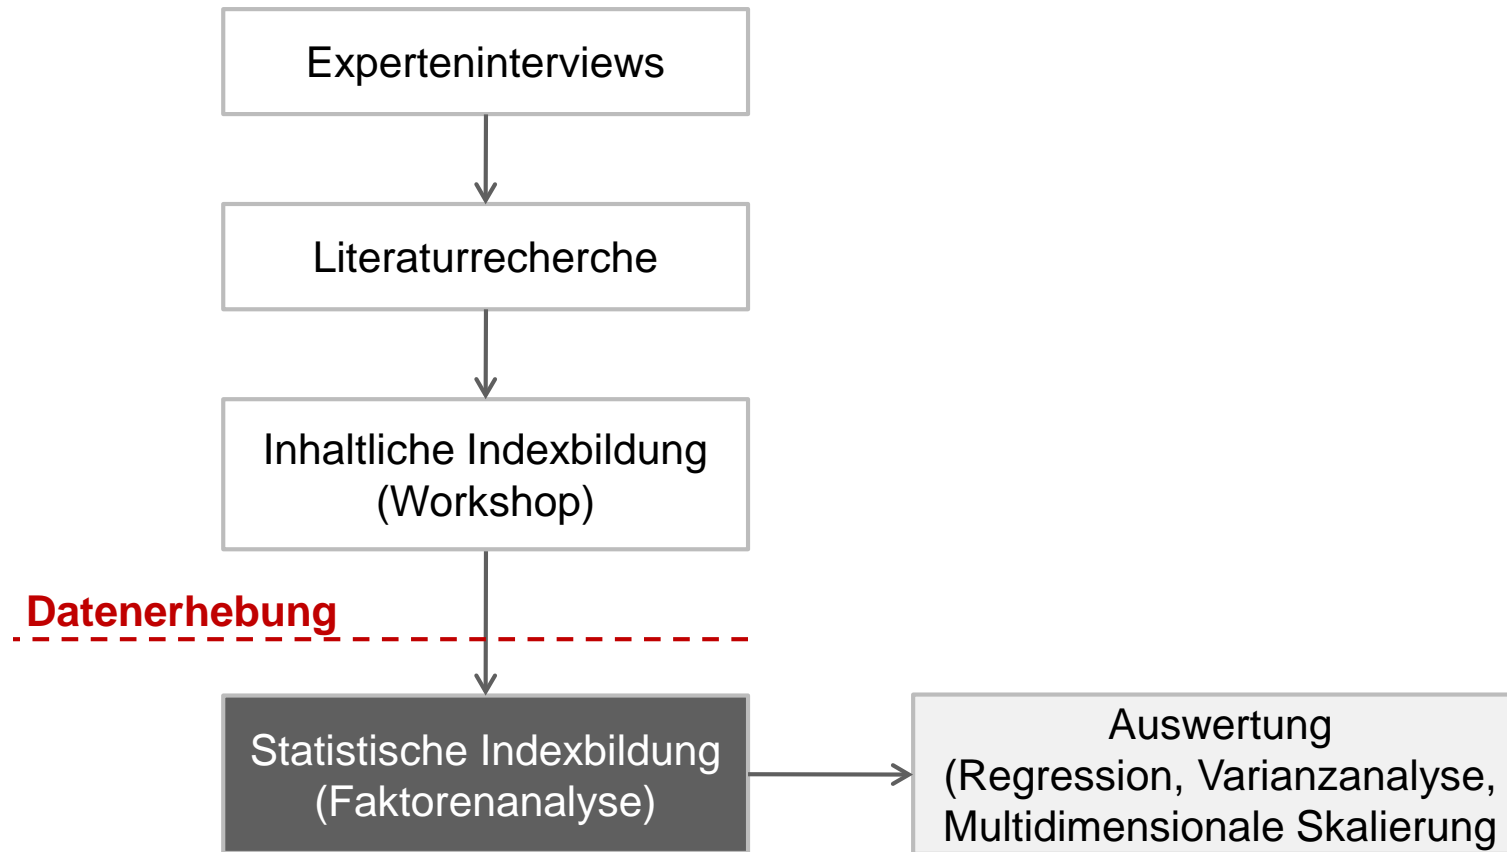 Experteninterviews
Literaturrecherche
Inhaltliche Indexbildung
(Workshop)
Datenerhebung
Statistische Indexbildung
(Faktorenanalyse)
Auswertung
(Regression, Varianzanalyse,
Multidimensionale Skalierung